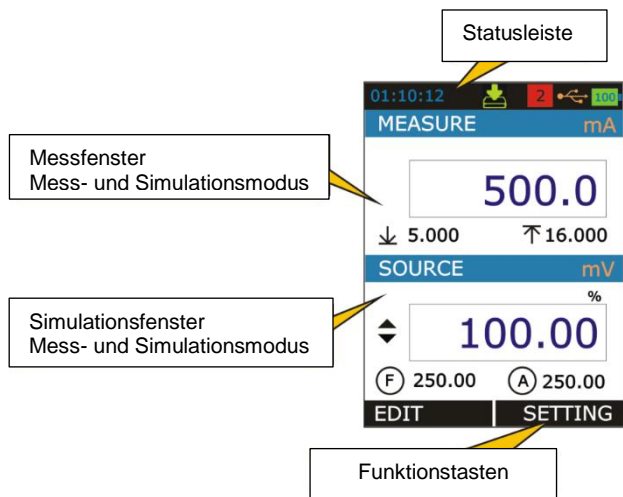 Statusleiste
01:10:12 2 100
MEASURE mA
Messfenster
Mess- und Simulationsmodus
500.0
5.000 16.000
SOURCE mV
%
Simulationsfenster
Mess- und Simulationsmodus
100.00
F 250.00 A 250.00
EDIT SETTING
Funktionstasten